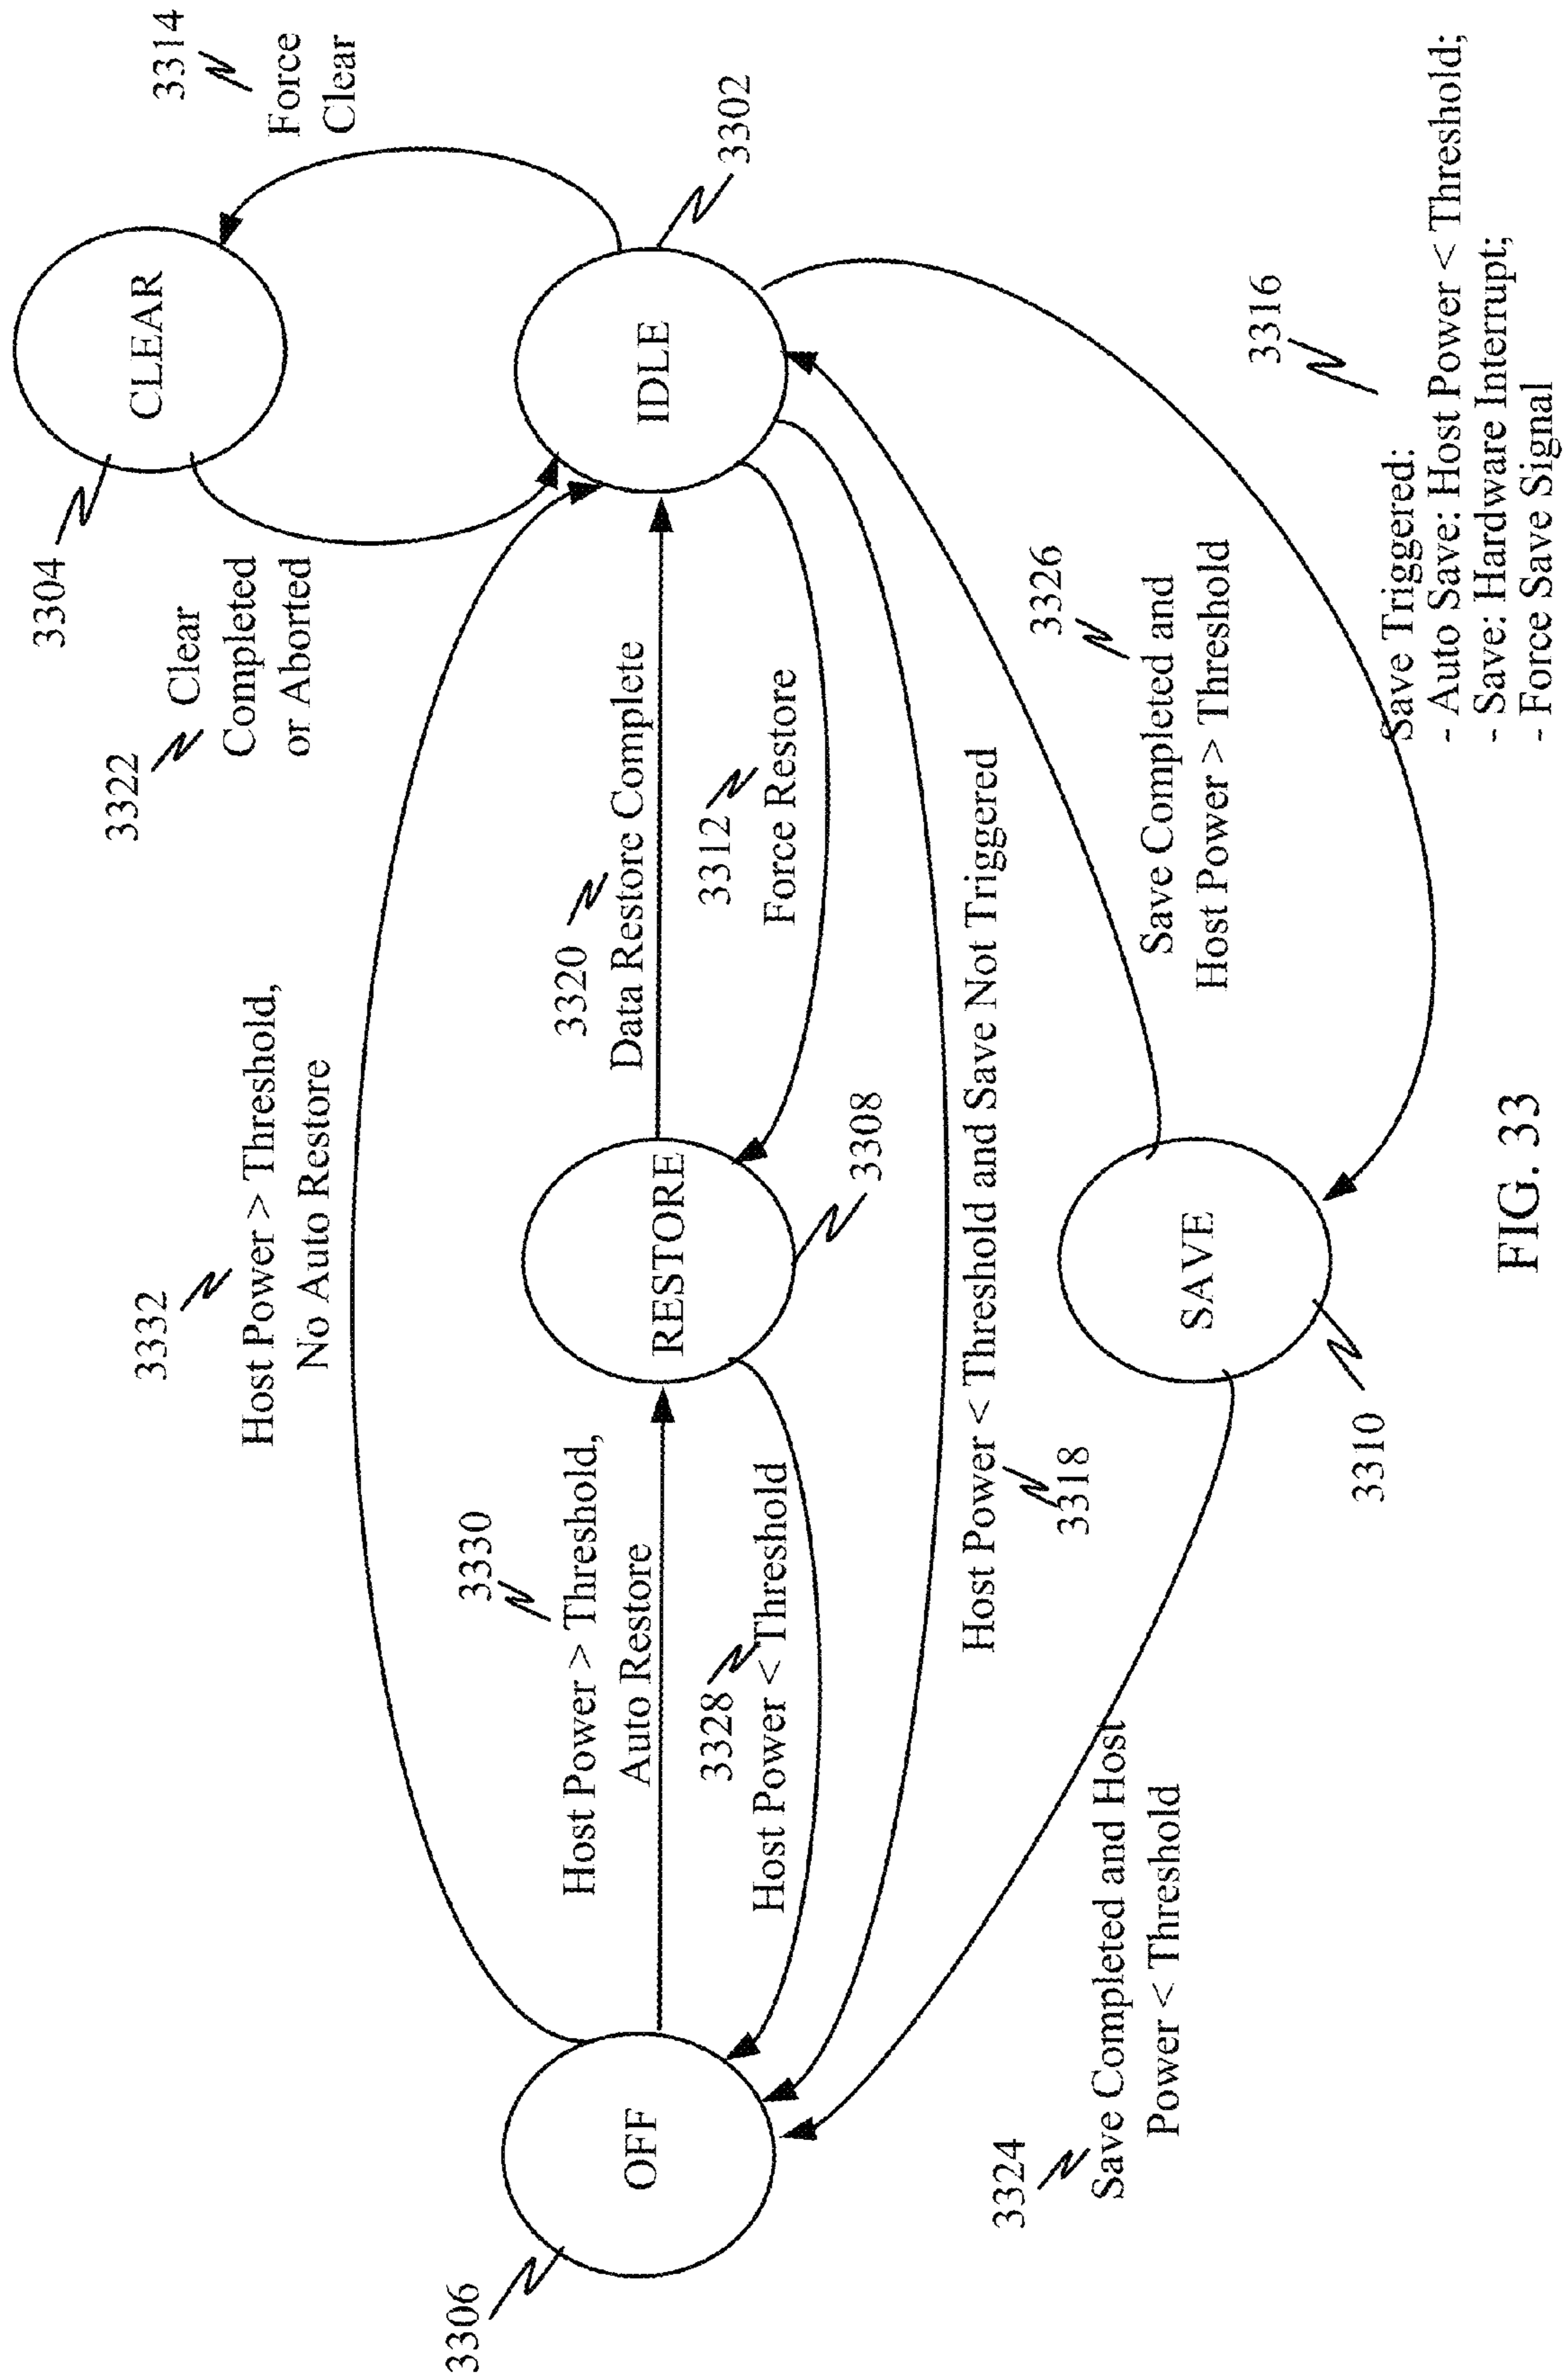 3314
Force
Clear
CLEAR
3304
3322
Clear
Completed
or Aborted
3302
IDLE
3332
Host Power > Threshold,
No Auto Restore
3320
Data Restore Complete
3312
Force Restore
RESTORE
3308
3330
Host Power > Threshold,
Auto Restore
3328
Host Power < Threshold
OFF
3306
Host Power < Threshold and Save Not Triggered
3318
3326
Save Completed and
Host Power > Threshold
3316
Save Triggered:
- Auto Save: Host Power < Threshold;
- Save: Hardware Interrupt;
- Force Save Signal
SAVE
3310
3324
Save Completed and Host
Power < Threshold
FIG. 33